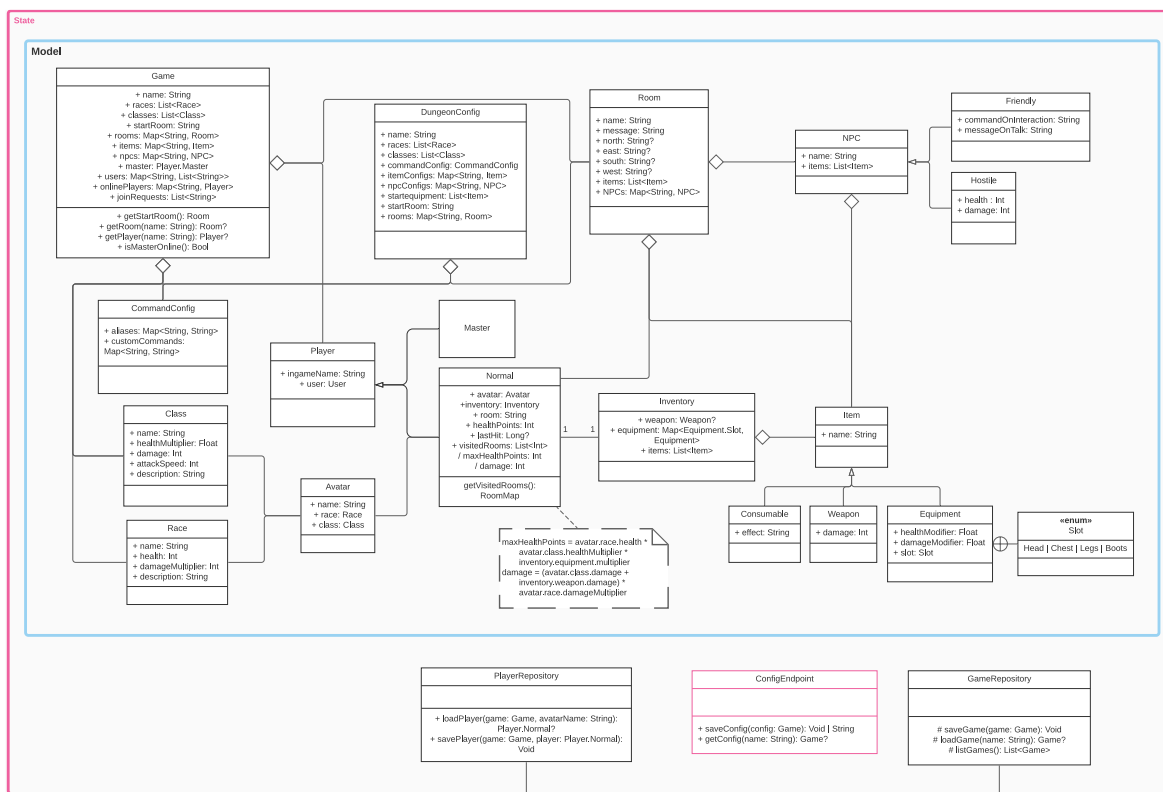 State
Model
Game
+ name: String
+ races: List<Race>
+ classes: List<Class>
+ startRoom: String
+ rooms: Map<String, Room>
+ items: Map<String, Item>
+ npcs: Map<String, NPC>
+ master: Player.Master
+ users: Map<String, List<String>>
+ onlinePlayers: Map<String, Player>
+ joinRequests: List<String>
+ getStartRoom(): Room
+ getRoom(name: String): Room?
+ getPlayer(name: String): Player?
+ isMasterOnline(): Bool
DungeonConfig
+ name: String
+ races: List<Race>
+ classes: List<Class>
+ commandConfig: CommandConfig
+ itemConfigs: Map<String, Item>
+ npcConfigs: Map<String, NPC>
+ startequipment: List<Item>
+ startRoom: String
+ rooms: Map<String, Room>
Room
+ name: String
+ message: String
+ north: String?
+ east: String?
+ south: String?
+ west: String?
+ items: List<Item>
+ NPCs: Map<String, NPC>
NPC
+ name: String
+ items: List<Item>
Friendly
+ commandOnInteraction: String
+ messageOnTalk: String
Hostile
+ health : Int
+ damage: Int
CommandConfig
+ aliases: Map<String, String>
+ customCommands:
Map<String, String>
Player
+ ingameName: String
+ user: User
Master
Normal
+ avatar: Avatar
+inventory: Inventory
+ room: String
+ healthPoints: Int
+ lastHit: Long?
+ visitedRooms: List<Int>
/ maxHealthPoints: Int
/ damage: Int
getVisitedRooms():
RoomMap
1
1
Inventory
+ weapon: Weapon?
+ equipment: Map<Equipment.Slot,
Equipment>
+ items: List<Item>
Item
+ name: String
Class
+ name: String
+ healthMultiplier: Float
+ damage: Int
+ attackSpeed: Int
+ description: String
Avatar
+ name: String
+ race: Race
+ class: Class
Race
+ name: String
+ health: Int
+ damageMultiplier: Int
+ description: String
maxHealthPoints = avatar.race.health *
avatar.class.healthMultiplier *
inventory.equipment.multiplier
damage = (avatar.class.damage +
inventory.weapon.damage) *
avatar.race.damageMultiplier
Consumable
+ effect: String
Weapon
+ damage: Int
Equipment
+ healthModifier: Float
+ damageModifier: Float
+ slot: Slot
«enum»
Slot
Head | Chest | Legs | Boots
PlayerRepository
+ loadPlayer(game: Game, avatarName: String):
Player.Normal?
+ savePlayer(game: Game, player: Player.Normal):
Void
ConfigEndpoint
+ saveConfig(config: Game): Void | String
+ getConfig(name: String): Game?
GameRepository
# saveGame(game: Game): Void
# loadGame(name: String): Game?
# listGames(): List<Game>